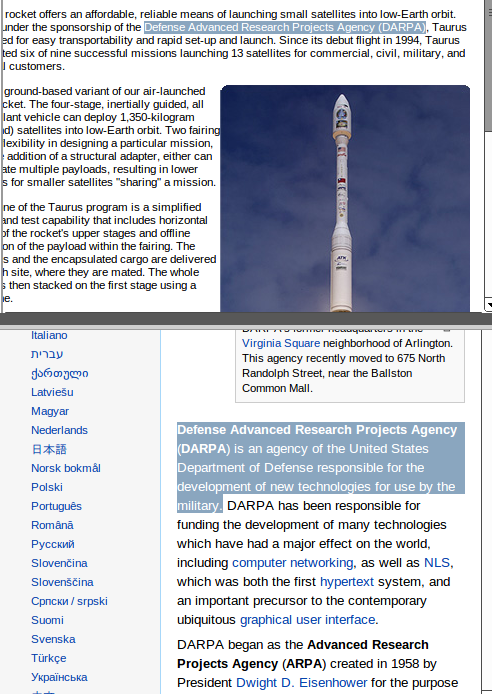 rocket offers an affordable, reliable means of launching small satellites into low-Earth orbit.
under the sponsorship of the Defense Advanced Research Projects Agency (DARPA), Taurus
ed for easy transportability and rapid set-up and launch. Since its debut flight in 1994, Taurus
ted six of nine successful missions launching 13 satellites for commercial, civil, military, and
l customers.
ground-based variant of our air-launched
cket. The four-stage, inertially guided, all
lant vehicle can deploy 1,350-kilogram
nd) satellites into low-Earth orbit. Two fairing
lexibility in designing a particular mission,
addition of a structural adapter, either can
ate multiple payloads, resulting in lower
s for smaller satellites "sharing" a mission.
ne of the Taurus program is a simplified
and test capability that includes horizontal
of the rocket's upper stages and offline
on of the payload within the fairing. The
s and the encapsulated cargo are delivered
h site, where they are mated. The whole
s then stacked on the first stage using a
e.
DARPA's former headquarters in the
Virginia Square neighborhood of Arlington.
This agency recently moved to 675 North
Randolph Street, near the Ballston
Common Mall.
Italiano
עברית
ქართული
Latviešu
Magyar
Nederlands
日本語
Norsk bokmål
Polski
Português
Română
Русский
Slovenčina
Slovenščina
Српски / srpski
Suomi
Svenska
Türkçe
Українська
Defense Advanced Research Projects Agency
(DARPA) is an agency of the United States
Department of Defense responsible for the
development of new technologies for use by the
military. DARPA has been responsible for
funding the development of many technologies
which have had a major effect on the world,
including computer networking, as well as NLS,
which was both the first hypertext system, and
an important precursor to the contemporary
ubiquitous graphical user interface.
DARPA began as the Advanced Research
Projects Agency (ARPA) created in 1958 by
President Dwight D. Eisenhower for the purpose